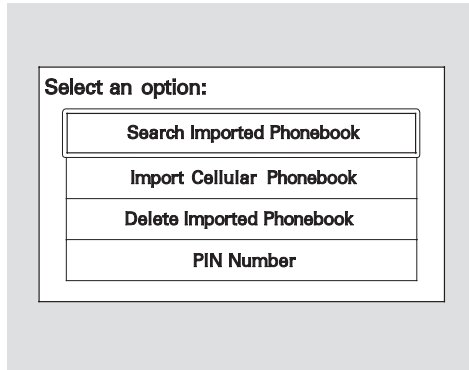 Select an option:
Search Imported Phonebook
Import Cellular Phonebook
Delete Imported Phonebook
PIN Number